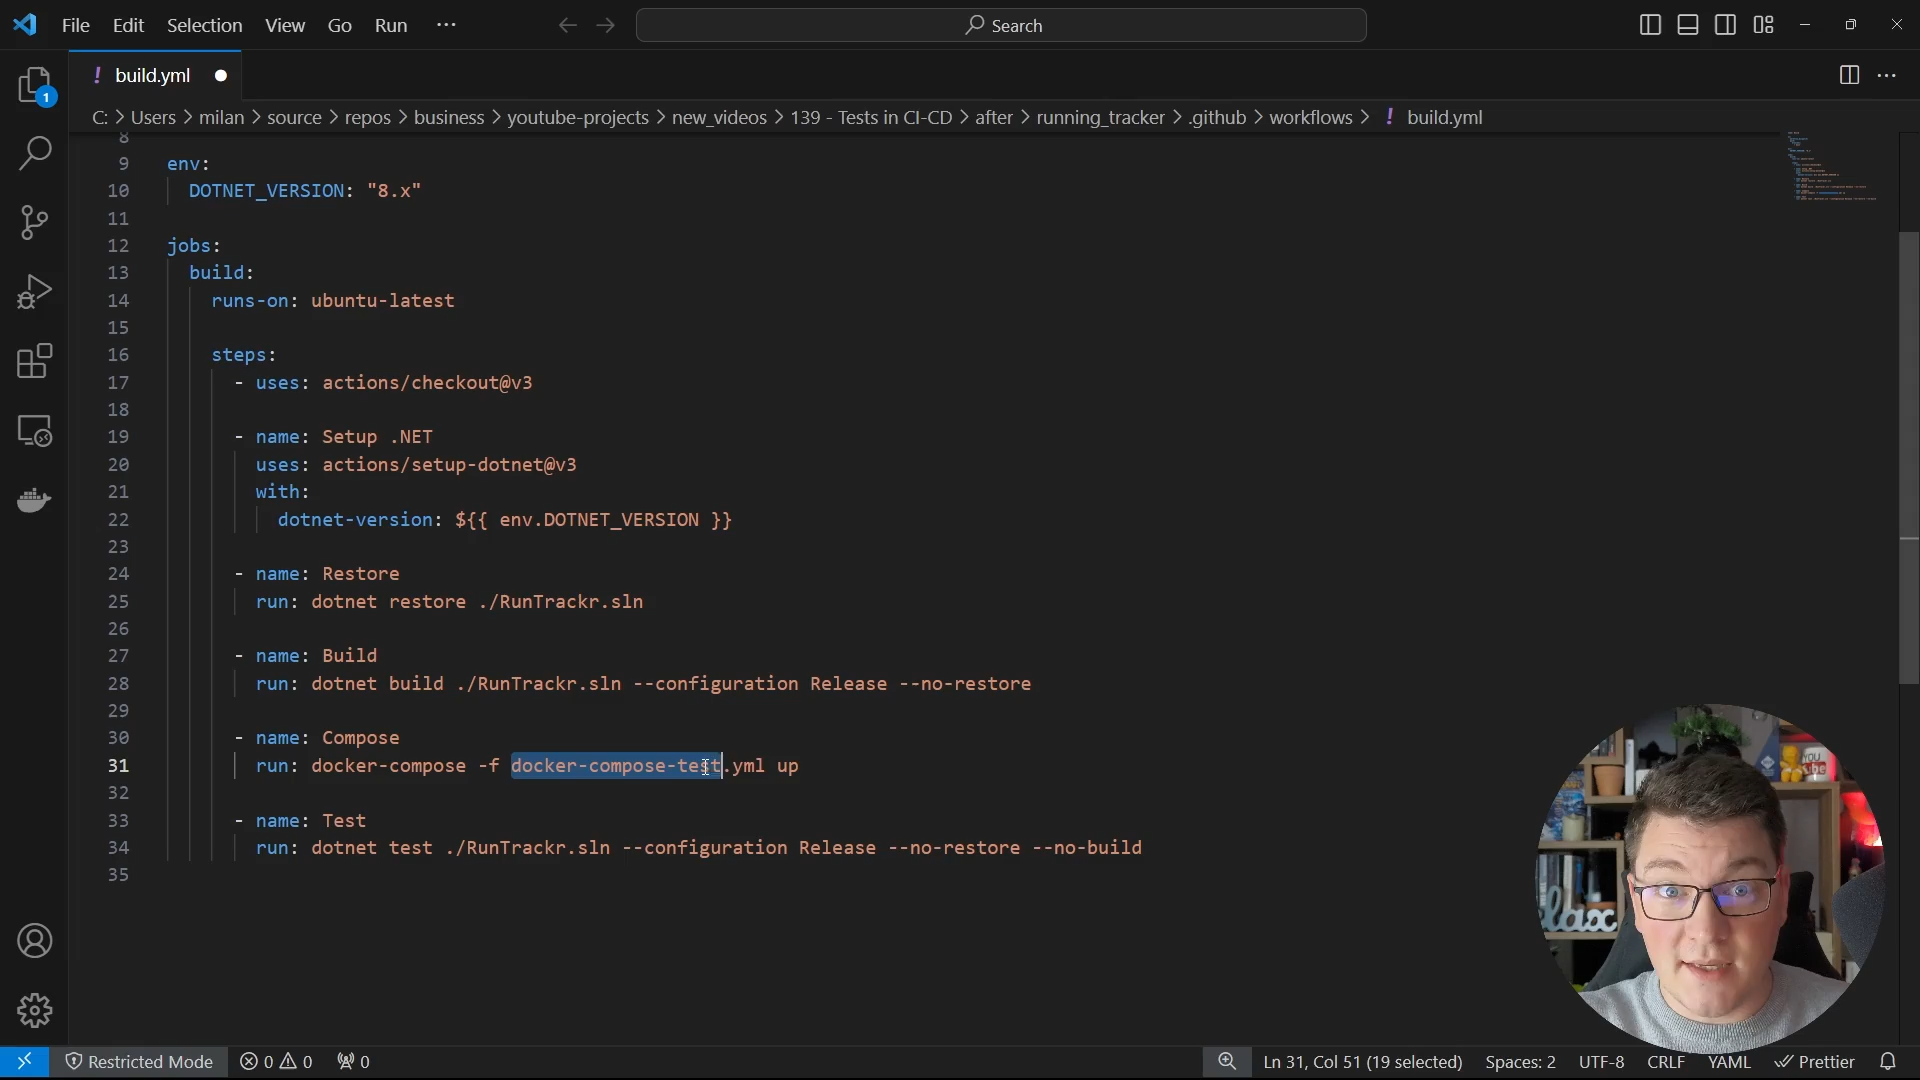 File Edit Selection View Go Run ···
Search
! build.yml
1
C: > Users > milan > source > repos > business > youtube-projects > new_videos > 139 - Tests in CI-CD > after > running_tracker > .github > workflows > ! build.yml
8
9 env:
10 DOTNET_VERSION: "8.x"
11
12 jobs:
13 build:
14 runs-on: ubuntu-latest
15
16 steps:
17 - uses: actions/checkout@v3
18
19 - name: Setup .NET
20 uses: actions/setup-dotnet@v3
21 with:
22 dotnet-version: ${{ env.DOTNET_VERSION }}
23
24 - name: Restore
25 run: dotnet restore ./RunTrackr.sln
26
27 - name: Build
28 run: dotnet build ./RunTrackr.sln --configuration Release --no-restore
29
30 - name: Compose
31 run: docker-compose -f docker-compose-test.yml up
32
33 - name: Test
34 run: dotnet test ./RunTrackr.sln --configuration Release --no-restore --no-build
35
Restricted Mode 0 0 0 Ln 31, Col 51 (19 selected) Spaces: 2 UTF-8 CRLF YAML Prettier